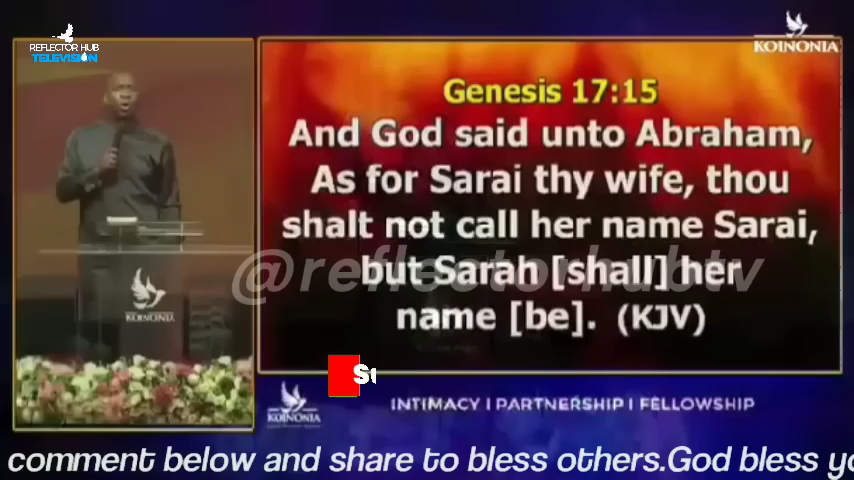 REFLECTOR HUB
TELEVISION
KOINONIA
Genesis 17:15
And God said unto Abraham,
As for Sarai thy wife, thou
shalt not call her name Sarai,
but Sarah [shall] her
name [be]. (KJV)
@reflectorhubtv
KOINONIA
KOINONIA
INTIMACY I PARTNERSHIP I FELLOWSHIP
comment below and share to bless others.God bless